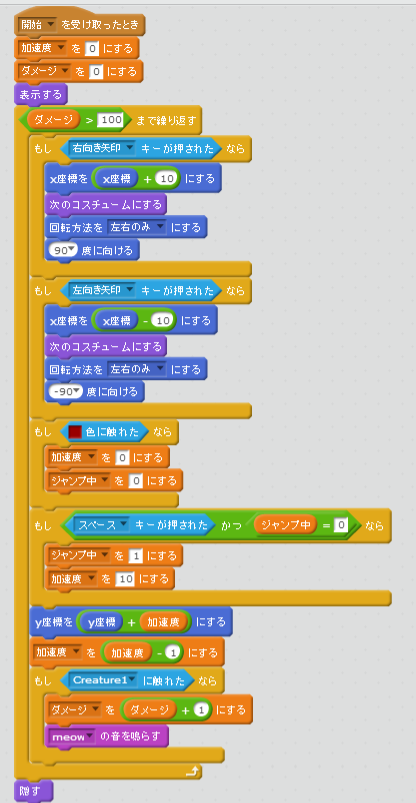 開始 を受け取ったとき
加速度 を 0 にする
ダメージ を 0 にする
表示する
ダメージ > 100 まで繰り返す
もし 右向き矢印 キーが押された なら
x座標を x座標 + 10 にする
次のコスチュームにする
回転方法を 左右のみ にする
90 度に向ける
もし 左向き矢印 キーが押された なら
x座標を x座標 - 10 にする
次のコスチュームにする
回転方法を 左右のみ にする
-90 度に向ける
もし 色に触れた なら
加速度 を 0 にする
ジャンプ中 を 0 にする
もし スペース キーが押された かつ ジャンプ中 = 0 なら
ジャンプ中 を 1 にする
加速度 を 10 にする
y座標を y座標 + 加速度 にする
加速度 を 加速度 - 1 にする
もし Creature1 に触れた なら
ダメージ を ダメージ + 1 にする
meow の音を鳴らす
隠す